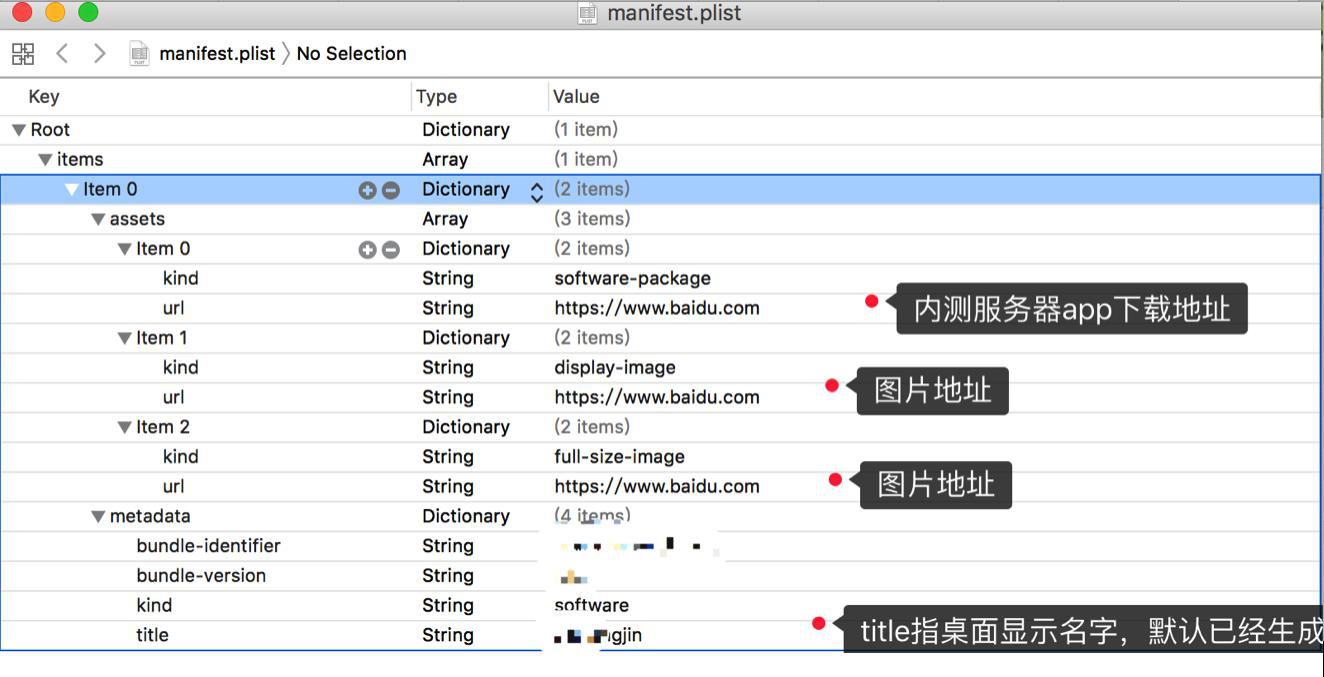 manifest.plist
manifest.plist 〉 No Selection
Key Type Value
Root Dictionary (1 item)
items Array (1 item)
Item 0 Dictionary (2 items)
assets Array (3 items)
Item 0 Dictionary (2 items)
kind String software-package
url String https://www.baidu.com 内测服务器app下载地址
Item 1 Dictionary (2 items)
kind String display-image
url String https://www.baidu.com 图片地址
Item 2 Dictionary (2 items)
kind String full-size-image
url String https://www.baidu.com 图片地址
metadata Dictionary (4 items)
bundle-identifier String
bundle-version String
kind String software
title String gjin title指桌面显示名字，默认已经生成